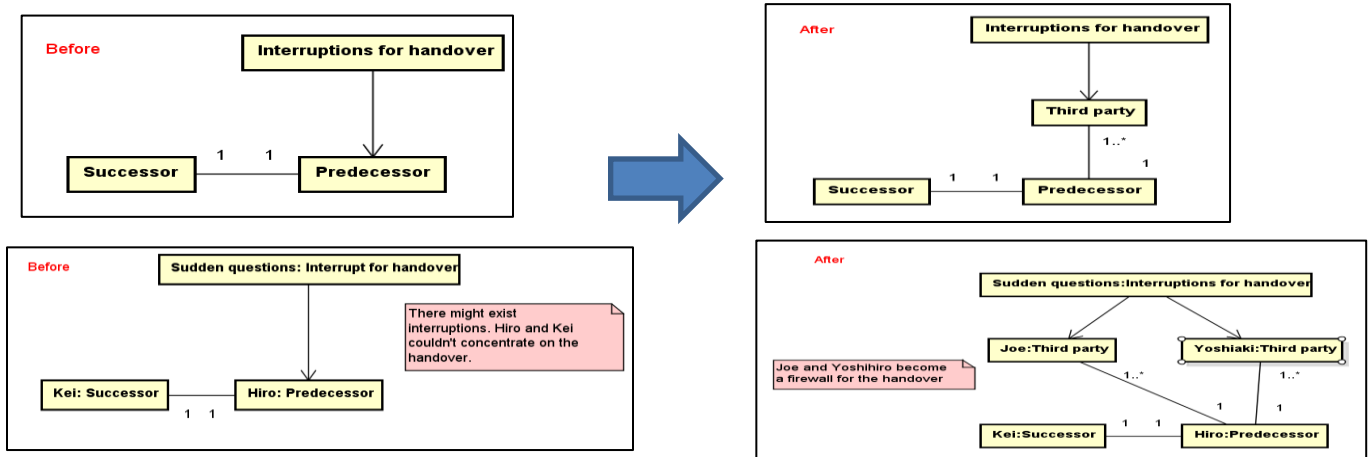 Before
Interruptions for handover
1 1
Successor
Predecessor
After
Interruptions for handover
Third party
1..*
1
1 1
Successor
Predecessor
Before
Sudden questions: Interrupt for handover
There might exist
interruptions. Hiro and Kei
couldn't concentrate on the
handover.
Kei: Successor
Hiro: Predecessor
1 1
After
Sudden questions:Interruptions for handover
Joe:Third party
Yoshiaki:Third party
Joe and Yoshihiro become
a firewall for the handover
1..*
1..*
1
1
1 1
Kei:Successor
Hiro:Predecessor